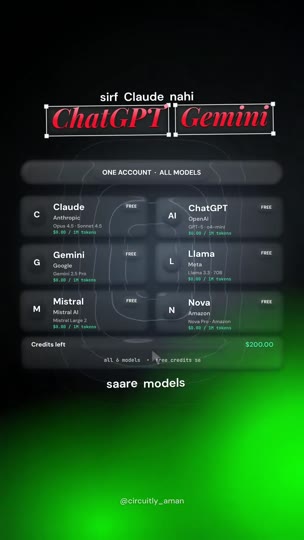 sirf Claude nahi
ChatGPT Gemini
ONE ACCOUNT · ALL MODELS
C Claude FREE
Anthropic
Opus 4.5 · Sonnet 4.5
$0.00 / 1M tokens
AI ChatGPT FREE
OpenAI
GPT-5 · o4-mini
$0.00 / 1M tokens
G Gemini FREE
Google
Gemini 2.5 Pro
$0.00 / 1M tokens
L Llama FREE
Meta
Llama 3.3 · 70B
$0.00 / 1M tokens
M Mistral FREE
Mistral AI
Mistral Large 2
$0.00 / 1M tokens
N Nova FREE
Amazon
Nova Pro · Amazon
$0.00 / 1M tokens
Credits left $200.00
all 6 models free credits se
saare models
@circuitly_aman